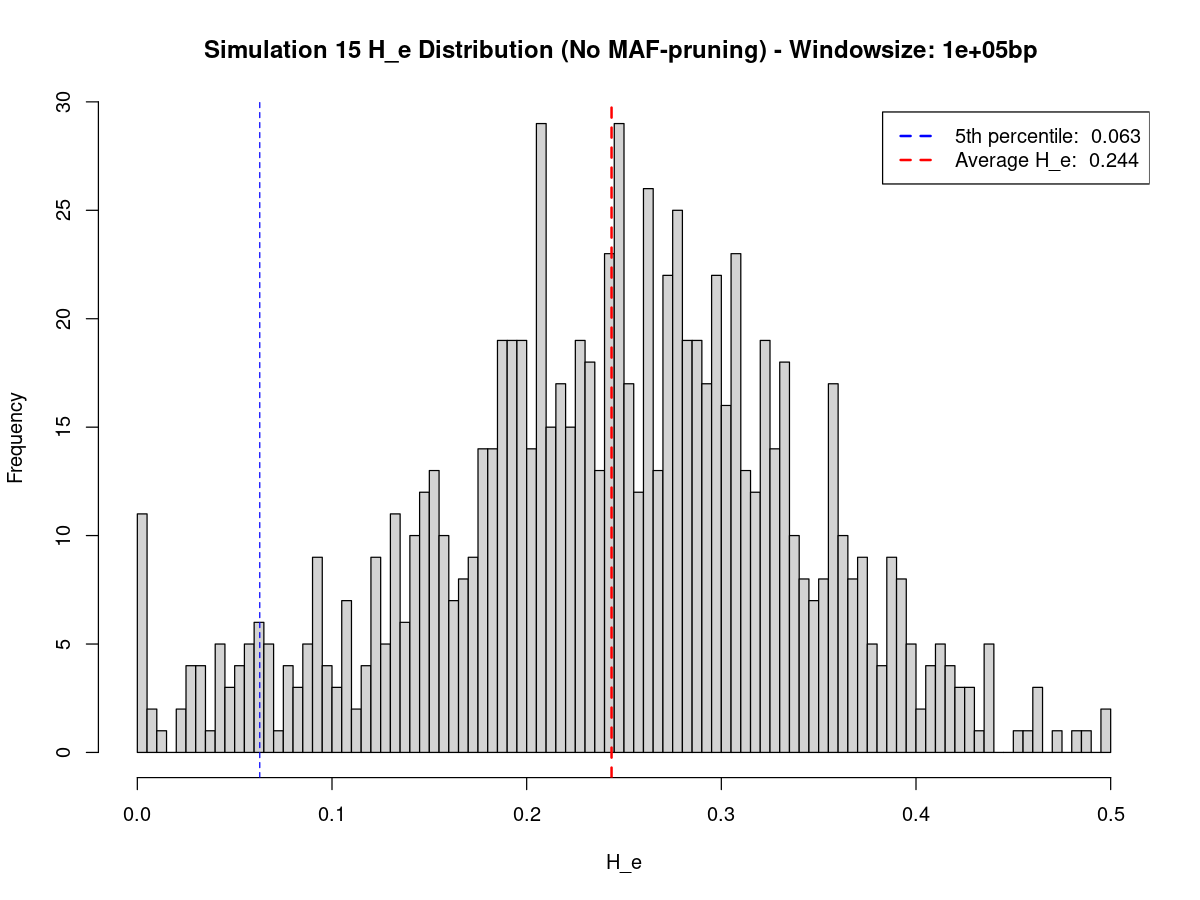 Simulation 15 H_e Distribution (No MAF-pruning) - Windowsize: 1e+05bp
5th percentile: 0.063
Average H_e: 0.244
Frequency
30
25
20
15
10
5
0
0.0 0.1 0.2 0.3 0.4 0.5
H_e